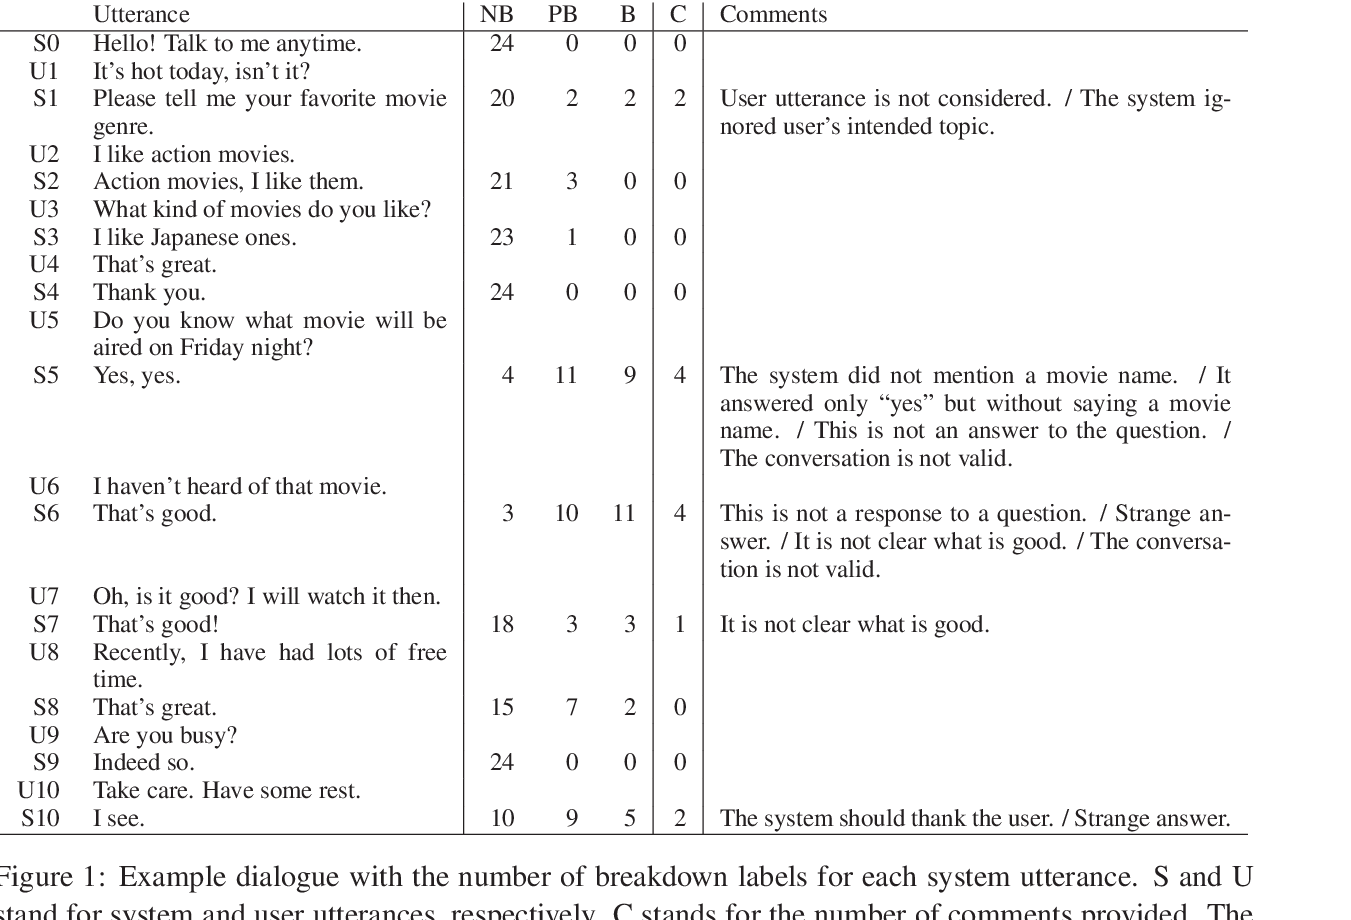 Utterance NB PB B C Comments
S0 Hello! Talk to me anytime. 24 0 0 0
U1 It's hot today, isn't it?
S1 Please tell me your favorite movie 20 2 2 2 User utterance is not considered. / The system ig-
genre. nored user's intended topic.
U2 I like action movies.
S2 Action movies, I like them. 21 3 0 0
U3 What kind of movies do you like?
S3 I like Japanese ones. 23 1 0 0
U4 That's great.
S4 Thank you. 24 0 0 0
U5 Do you know what movie will be
aired on Friday night?
S5 Yes, yes. 4 11 9 4 The system did not mention a movie name. / It
answered only “yes” but without saying a movie
name. / This is not an answer to the question. /
The conversation is not valid.
U6 I haven't heard of that movie.
S6 That's good. 3 10 11 4 This is not a response to a question. / Strange an-
swer. / It is not clear what is good. / The conversa-
tion is not valid.
U7 Oh, is it good? I will watch it then.
S7 That's good! 18 3 3 1 It is not clear what is good.
U8 Recently, I have had lots of free
time.
S8 That's great. 15 7 2 0
U9 Are you busy?
S9 Indeed so. 24 0 0 0
U10 Take care. Have some rest.
S10 I see. 10 9 5 2 The system should thank the user. / Strange answer.
Figure 1: Example dialogue with the number of breakdown labels for each system utterance. S and U
stand for system and user utterances, respectively. C stands for the number of comments provided. The